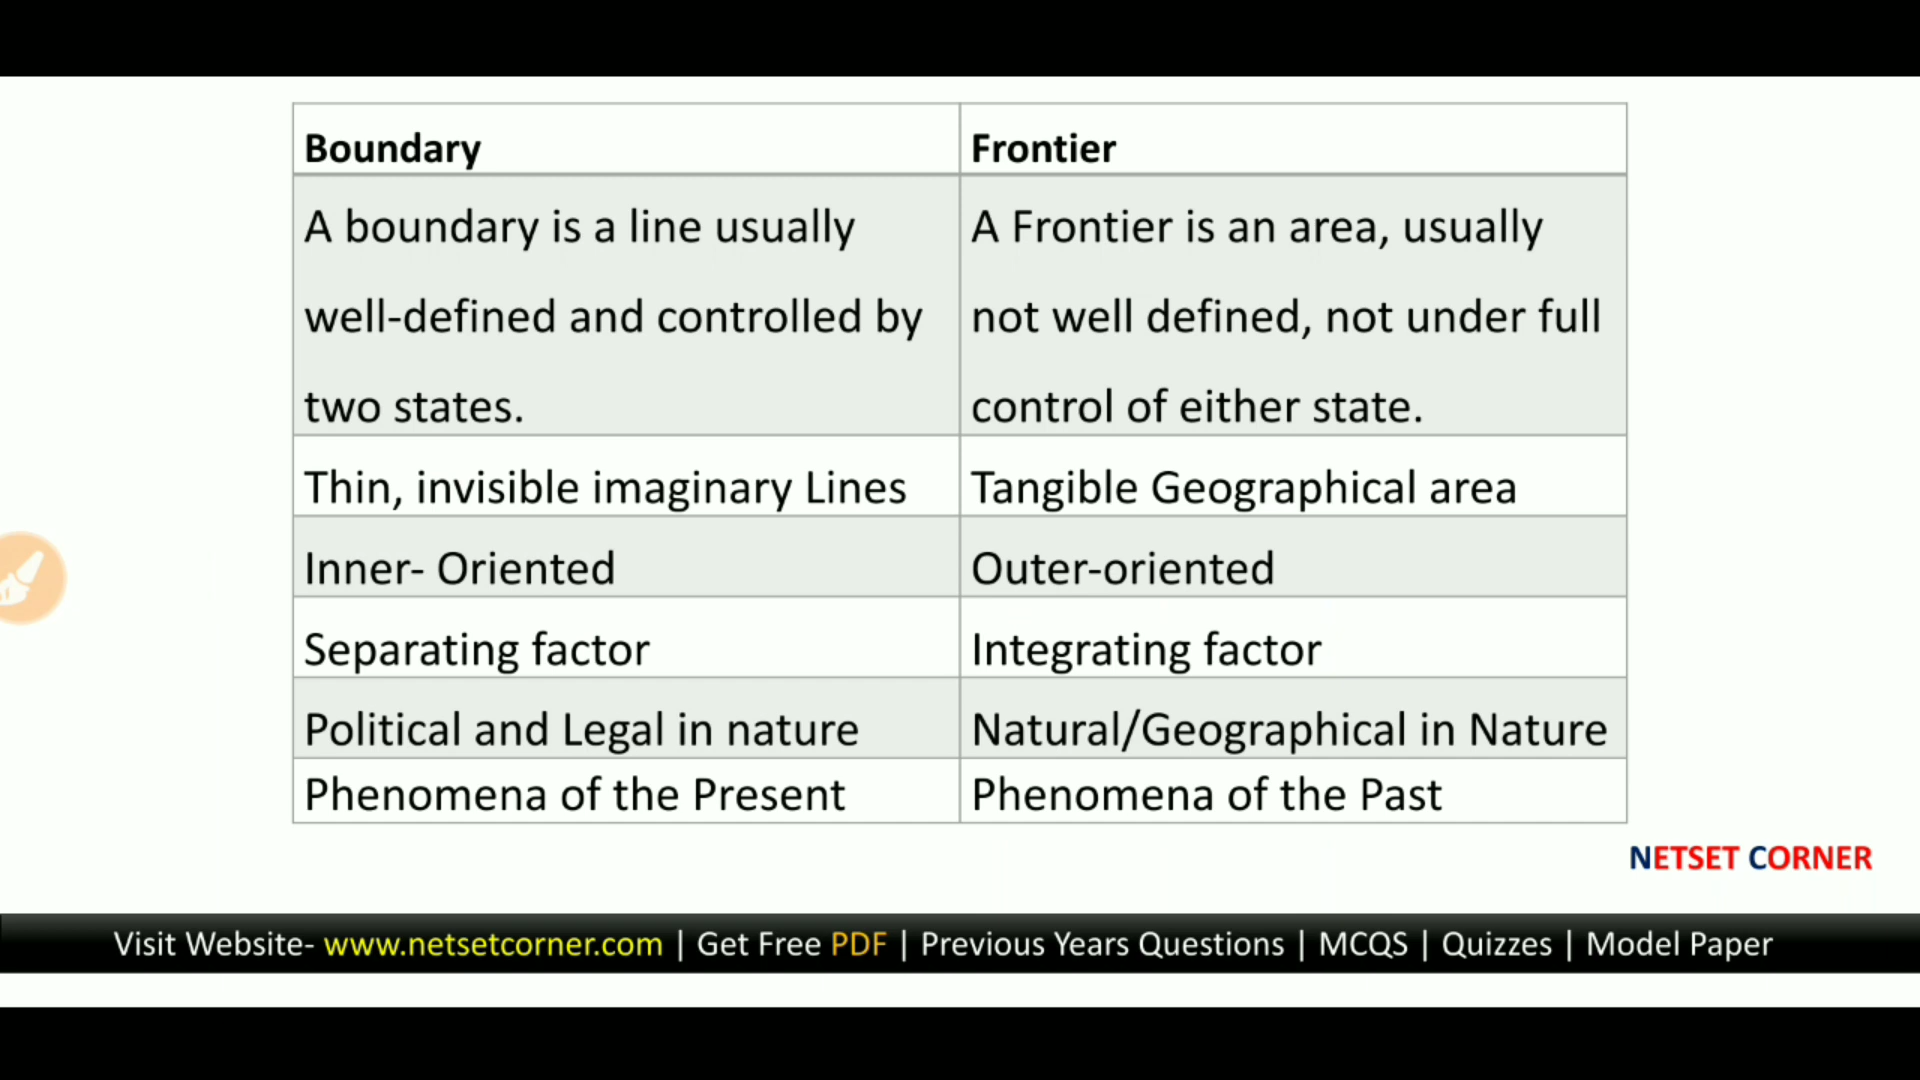 Boundary
Frontier
A boundary is a line usually
well-defined and controlled by
two states.
A Frontier is an area, usually
not well defined, not under full
control of either state.
Thin, invisible imaginary Lines
Tangible Geographical area
Inner- Oriented
Outer-oriented
Separating factor
Integrating factor
Political and Legal in nature
Natural/Geographical in Nature
Phenomena of the Present
Phenomena of the Past
NETSET CORNER
Visit Website- www.netsetcorner.com | Get Free PDF | Previous Years Questions | MCQS | Quizzes | Model Paper